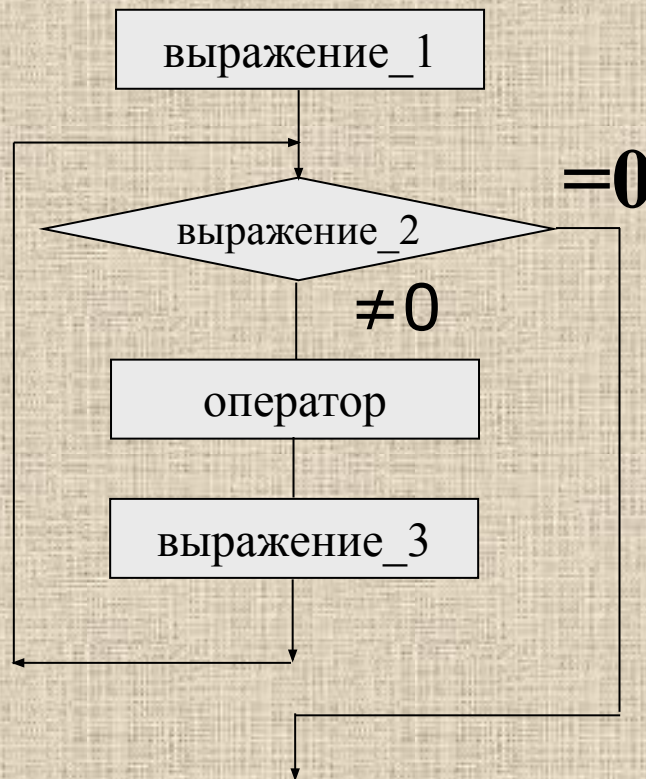 выражение_1
=0
выражение_2
≠0
оператор
выражение_3